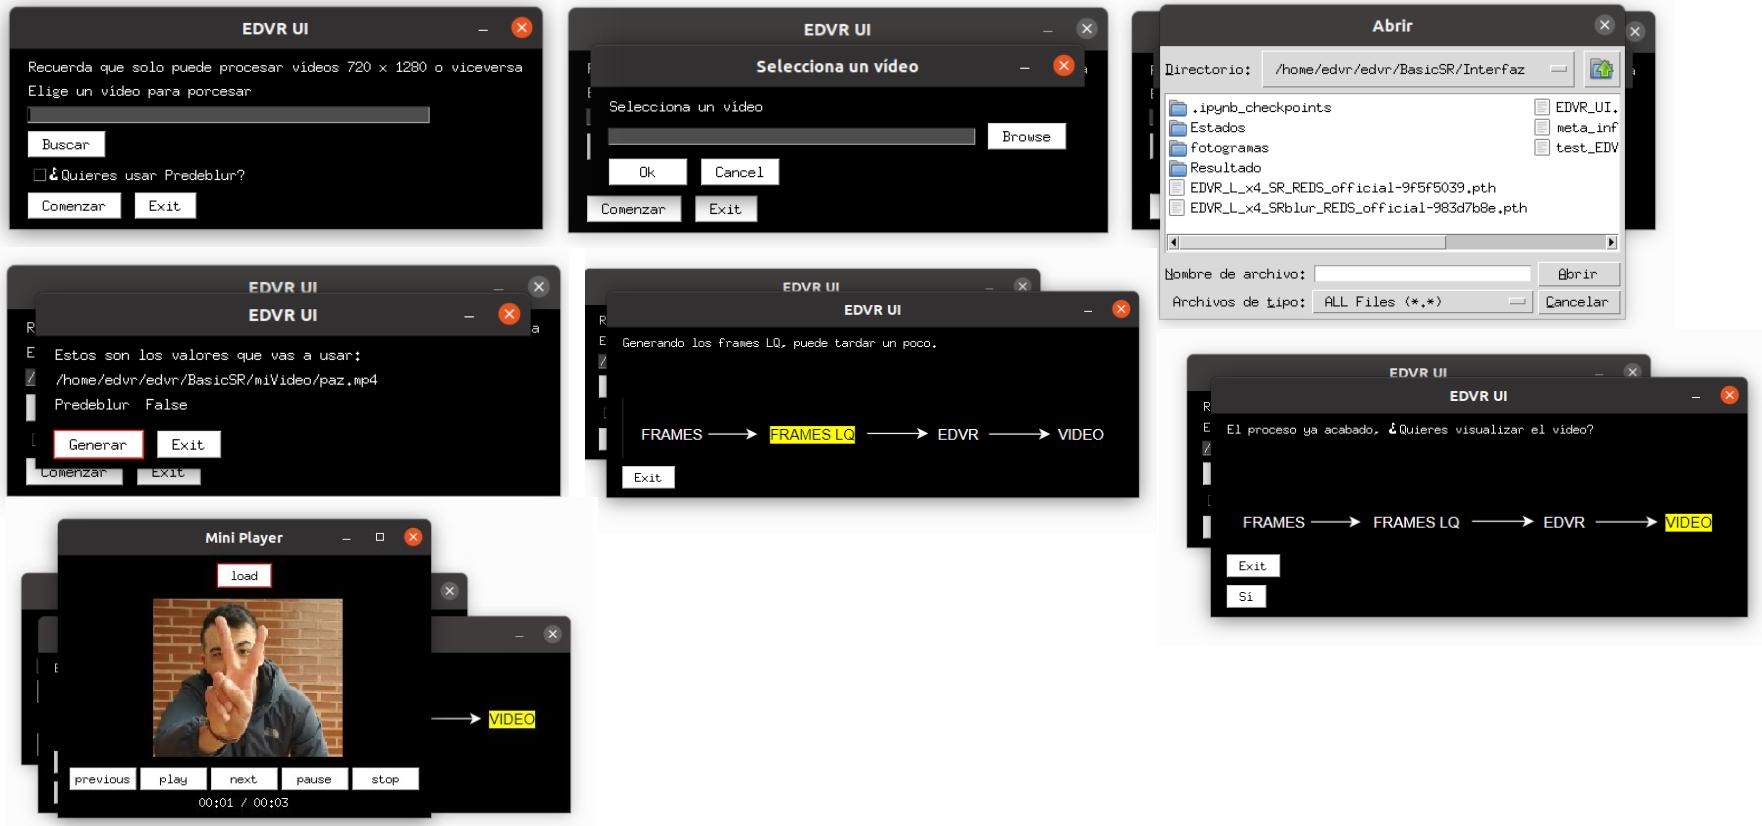 EDVR UI
Recuerda que solo puede procesar vídeos 720 x 1280 o viceversa
Elige un vídeo para porcesar
Buscar
¿Quieres usar Predeblur?
Comenzar Exit
EDVR UI
Selecciona un vídeo
Selecciona un vídeo
Browse
Ok Cancel
Comenzar Exit
Abrir
Directorio: /home/edvr/edvr/BasicSR/Interfaz
.ipynb_checkpoints EDVR_UI.
Estados meta_inf
fotogramas test_EDV
Resultado
EDVR_L_x4_SR_REDS_official-9f5f5039.pth
EDVR_L_x4_SRblur_REDS_official-983d7b8e.pth
Nombre de archivo: Abrir
Archivos de tipo: ALL Files (*.*) Cancelar
EDVR UI
EDVR UI
R a
E
/
Estos son los valores que vas a usar:
/home/edvr/edvr/BasicSR/miVideo/paz.mp4
Predeblur False
Generar Exit
Comenzar Exit
EDVR UI
EDVR UI
R
E
/
Generando los frames LQ, puede tardar un poco.
FRAMES FRAMES LQ EDVR VIDEO
Exit
EDVR UI
EDVR UI
R
E
/
El proceso ya acabado, ¿Quieres visualizar el vídeo?
FRAMES FRAMES LQ EDVR VIDEO
Exit
Sí
Mini Player
load
E
VIDEO
previous play next pause stop
00:01 / 00:03